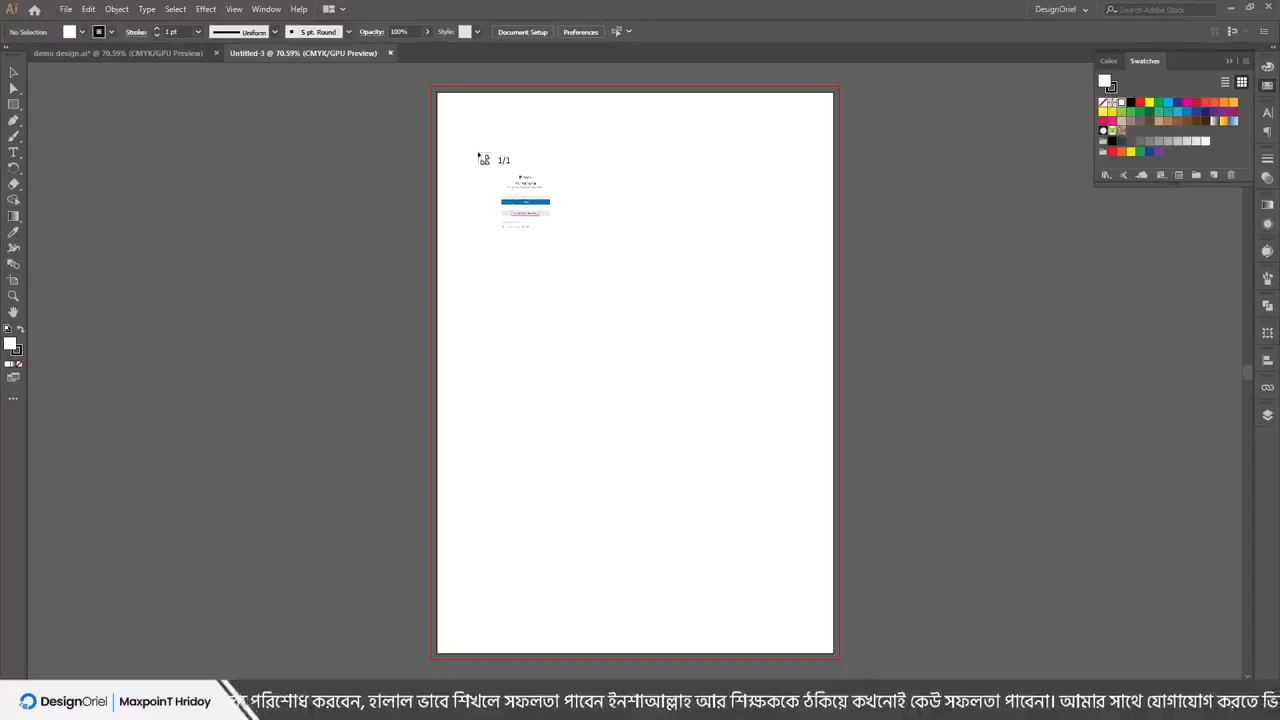 Ai File Edit Object Type Select Effect View Window Help DesignOriel Search Adobe Stock
No Selection Stroke: 1 pt Uniform 5 pt. Round Opacity: 100% Style: Document Setup Preferences
demo design.ai* @ 70.59% (CMYK/GPU Preview) × Untitled-3 @ 70.59% (CMYK/GPU Preview) ×
Color Swatches
1/1
DesignOriel | MaxpoinT Hridoy পরিশোধ করবেন, হালাল ভাবে শিখলে সফলতা পাবেন ইনশাআল্লাহ আর শিক্ষককে ঠকিয়ে কখনোই কেউ সফলতা পাবেনা। আমার সাথে যোগাযোগ করতে